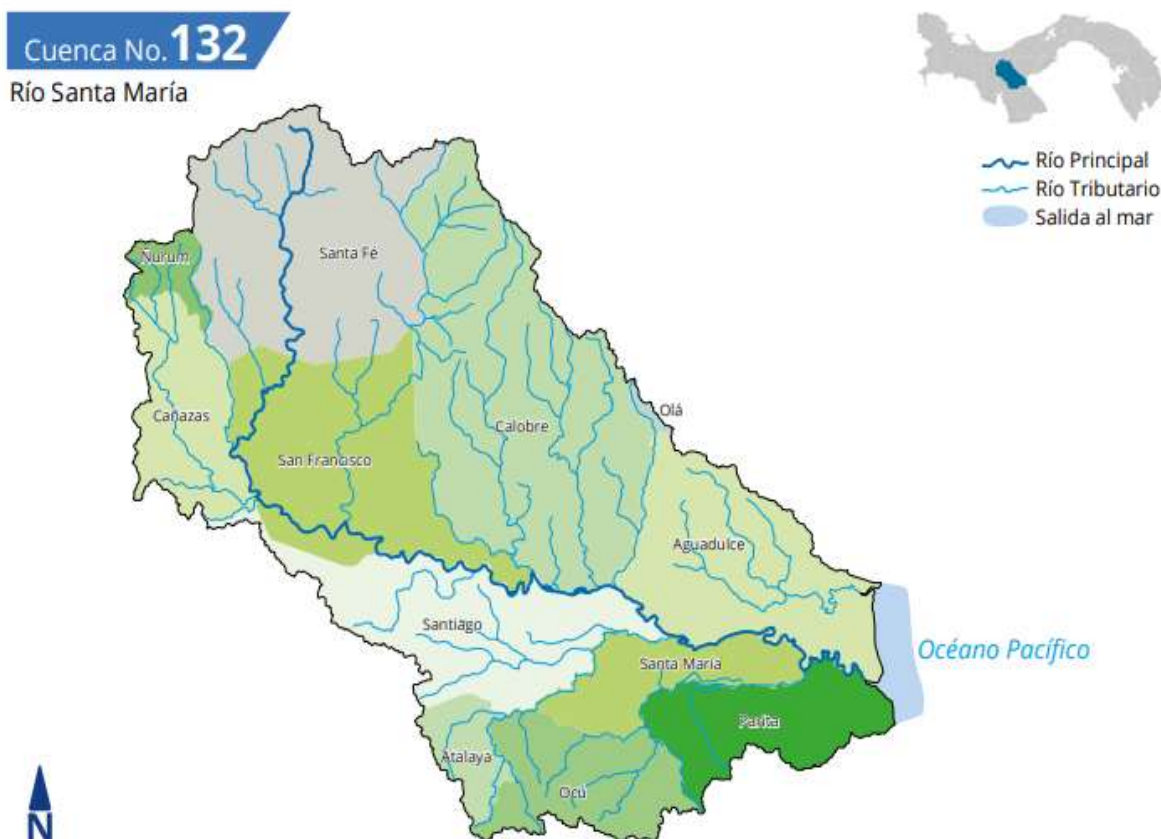 Cuenca No. 132
Río Santa María
Río Principal
Río Tributario
Salida al mar
Santa Fé
Ñurum
Cañazas
San Francisco
Calobre
Olá
Aguadulce
Santiago
Santa María
Océano Pacífico
Parita
Atalaya
Ocú
N